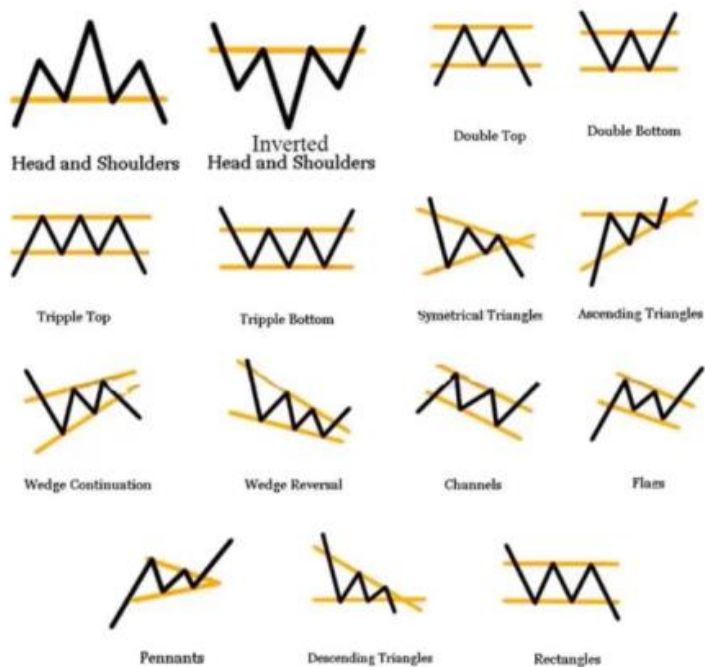 Head and Shoulders
Inverted
Head and Shoulders
Double Top
Double Bottom
Tripple Top
Tripple Bottom
Symetrical Triangles
Ascending Triangles
Wedge Continuation
Wedge Reversal
Channels
Flags
Pennants
Descending Triangles
Rectangles